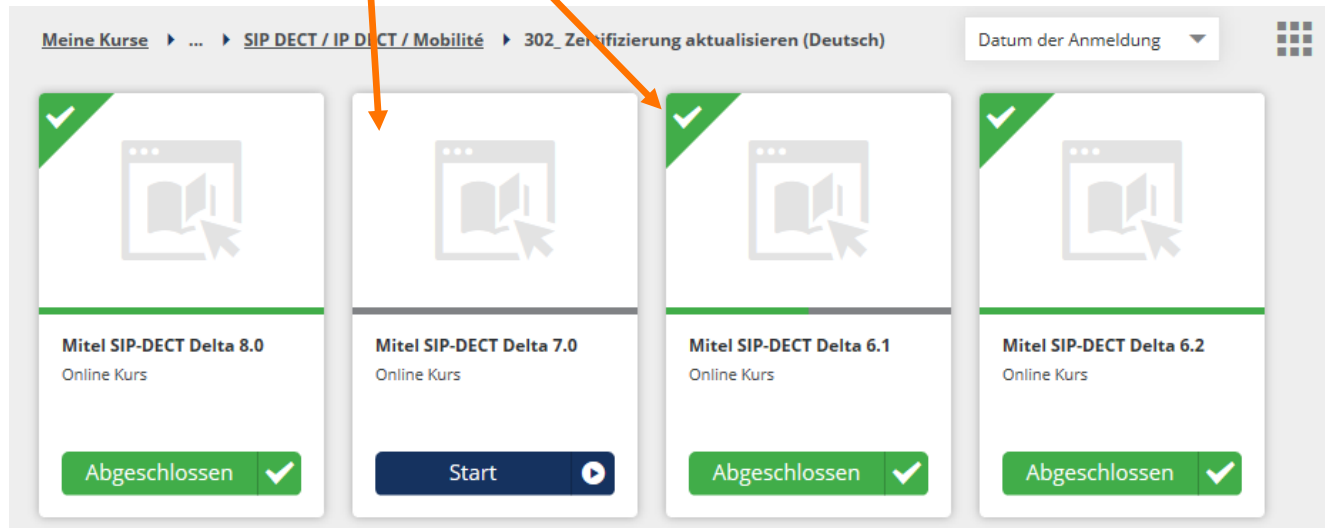 Meine Kurse ... SIP DECT / IP DECT / Mobilité 302_ Zertifizierung aktualisieren (Deutsch)
Datum der Anmeldung
Mitel SIP-DECT Delta 8.0
Online Kurs
Abgeschlossen
Mitel SIP-DECT Delta 7.0
Online Kurs
Start
Mitel SIP-DECT Delta 6.1
Online Kurs
Abgeschlossen
Mitel SIP-DECT Delta 6.2
Online Kurs
Abgeschlossen